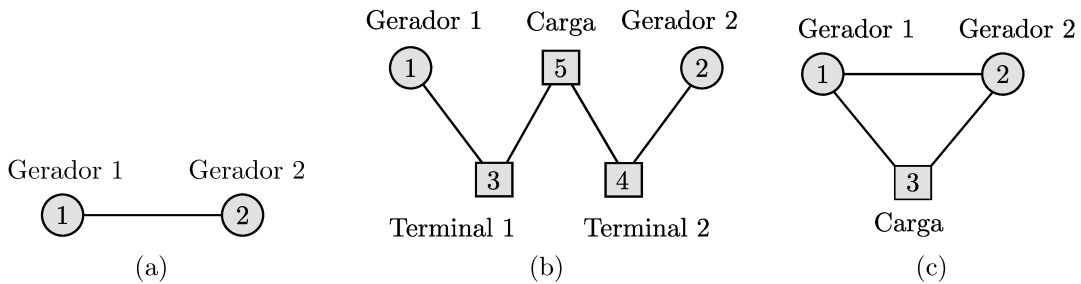 Gerador 1
Gerador 2
1
2
(a)
Gerador 1
Carga
Gerador 2
1
5
2
3
4
Terminal 1
Terminal 2
(b)
Gerador 1
Gerador 2
1
2
3
Carga
(c)